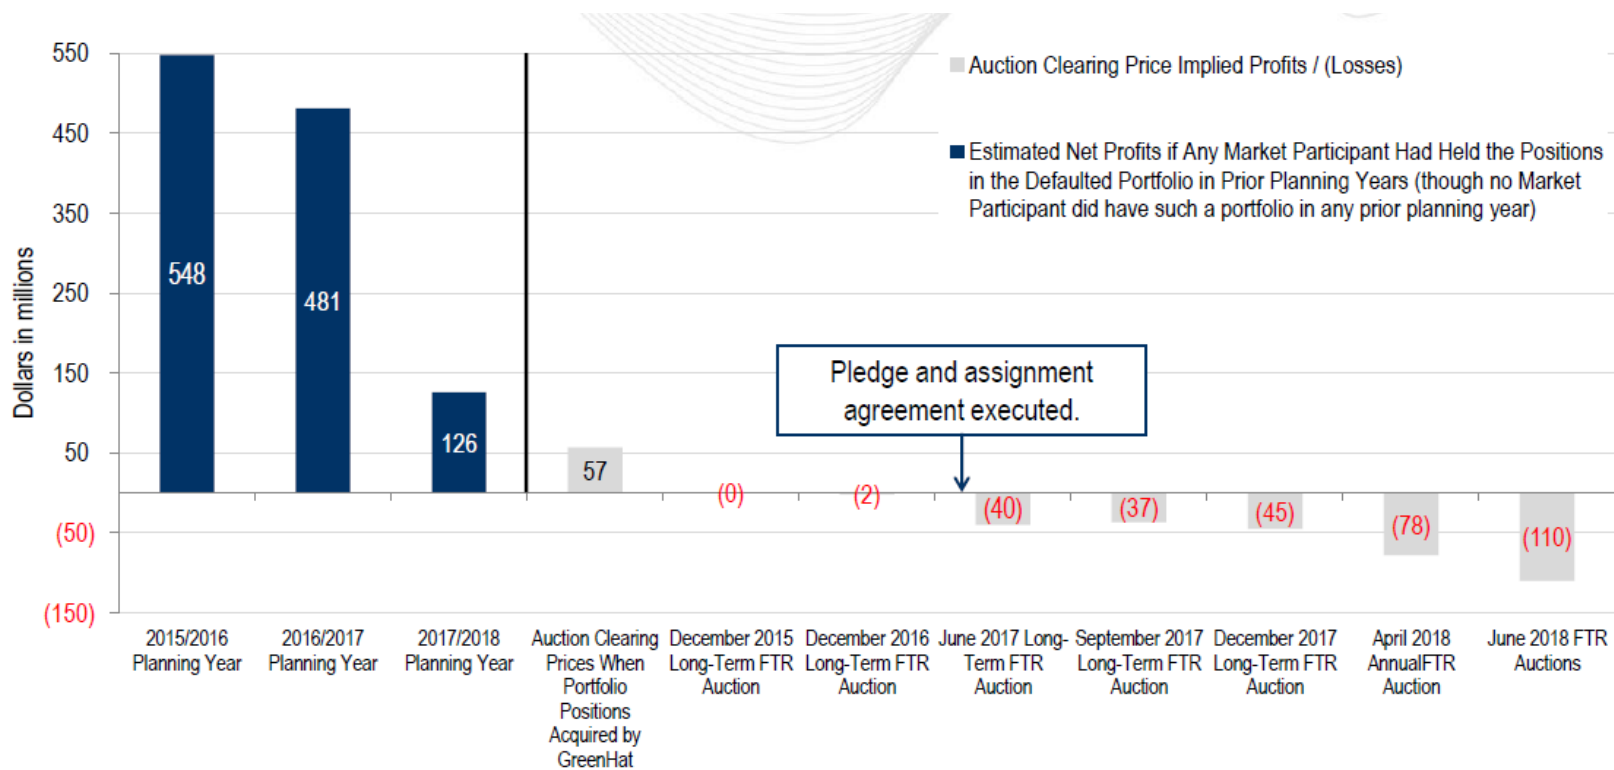 550
450
350
250
150
50
(50)
(150)
Dollars in millions
Auction Clearing Price Implied Profits / (Losses)
Estimated Net Profits if Any Market Participant Had Held the Positions
in the Defaulted Portfolio in Prior Planning Years (though no Market
Participant did have such a portfolio in any prior planning year)
548
481
126
57
(0)
(2)
(40)
(37)
(45)
(78)
(110)
Pledge and assignment
agreement executed.
2015/2016
Planning Year
2016/2017
Planning Year
2017/2018
Planning Year
Auction Clearing
Prices When
Portfolio
Positions
Acquired by
GreenHat
December 2015
Long-Term FTR
Auction
December 2016
Long-Term FTR
Auction
June 2017 Long-
Term FTR
Auction
September 2017
Long-Term FTR
Auction
December 2017
Long-Term FTR
Auction
April 2018
AnnualFTR
Auction
June 2018 FTR
Auctions